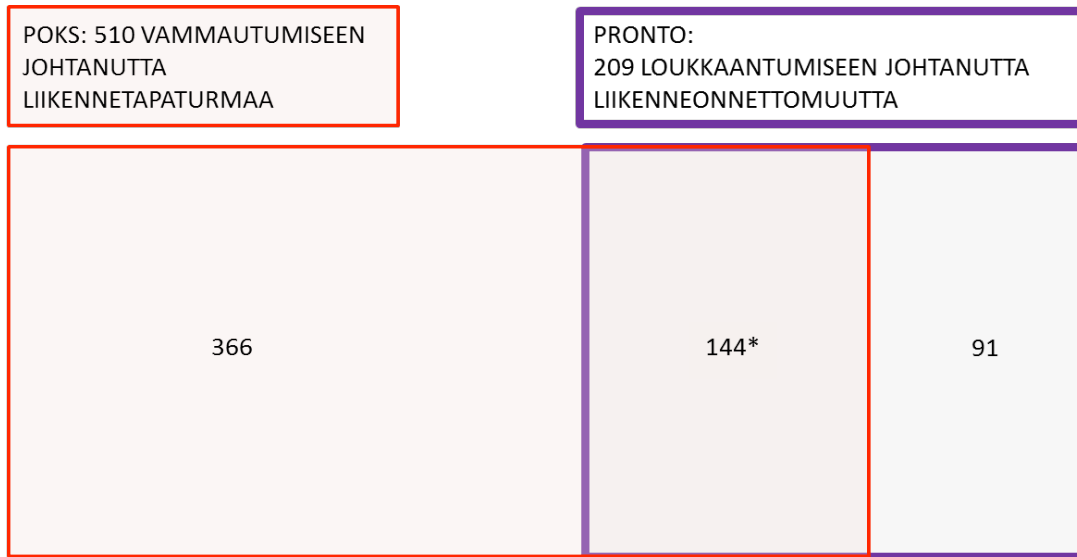 POKS: 510 VAMMAUTUMISEEN
JOHTANUTTA
LIIKENNETAPATURMAA
PRONTO:
209 LOUKKAANTUMISEEN JOHTANUTTA
LIIKENNEONNETTOMUUTTA
366
144*
91